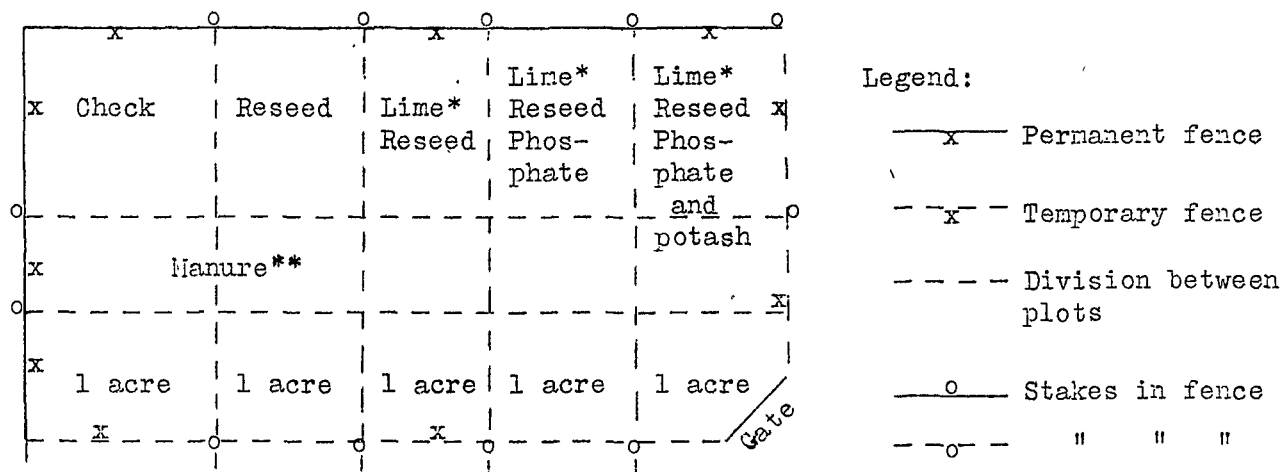 Check
Reseed
Lime*
Reseed
Lime*
Reseed
Phos-
phate
Lime*
Reseed
Phos-
phate
and
potash
Manure**
1 acre
1 acre
1 acre
1 acre
1 acre
Gate
Legend:
x Permanent fence
x Temporary fence
Division between
plots
o Stakes in fence
o " " "